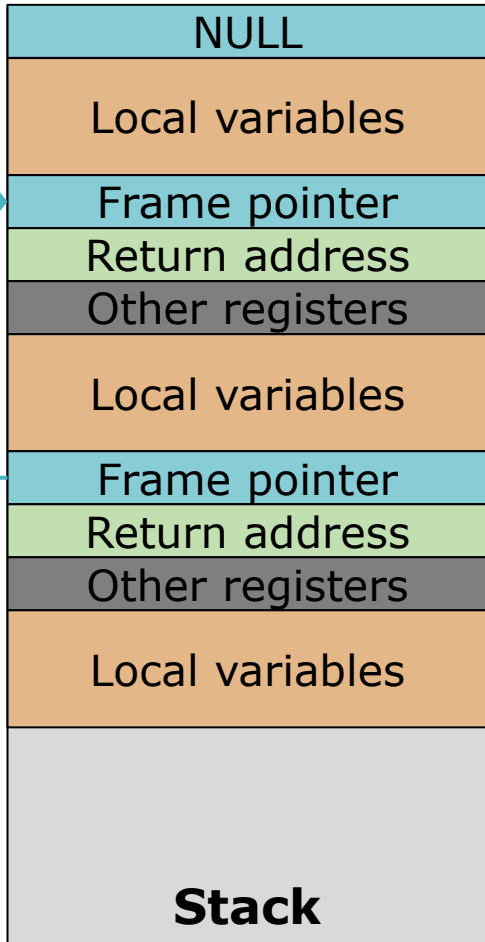 NULL
Local variables
Frame pointer
Return address
Other registers
Local variables
Frame pointer
Return address
Other registers
Local variables
Stack